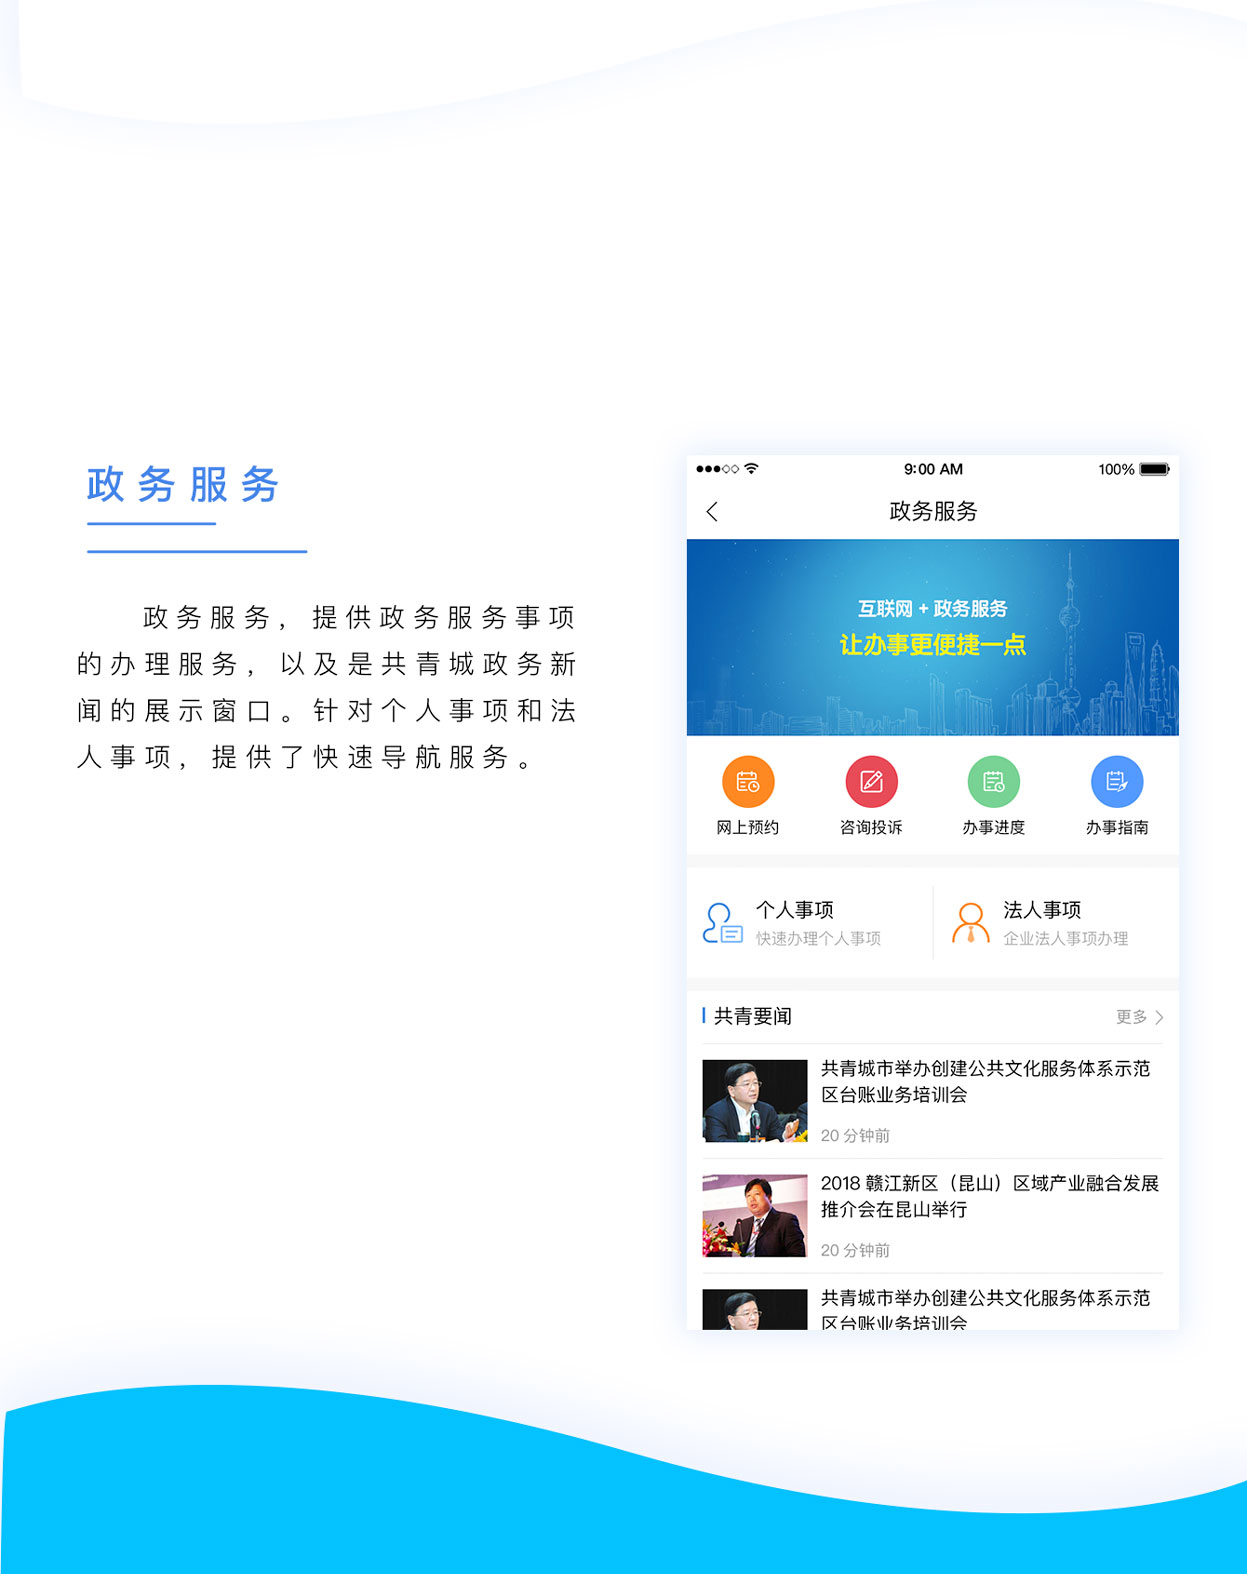 政务服务
政务服务，提供政务服务事项
的办理服务，以及是共青城政务新
闻的展示窗口。针对个人事项和法
人事项，提供了快速导航服务。
9:00 AM
100%
政务服务
互联网 + 政务服务
让办事更便捷一点
网上预约
咨询投诉
办事进度
办事指南
个人事项
快速办理个人事项
法人事项
企业法人事项办理
共青要闻
更多
共青城市举办创建公共文化服务体系示范
区台账业务培训会
20 分钟前
2018 赣江新区（昆山）区域产业融合发展
推介会在昆山举行
20 分钟前
共青城市举办创建公共文化服务体系示范
区台账业务培训会